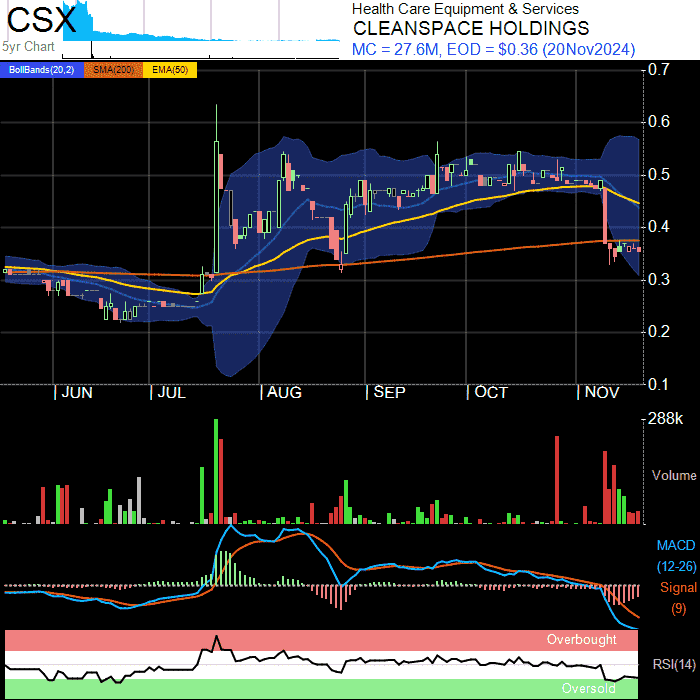 CSX
5yr Chart
Health Care Equipment & Services
CLEANSPACE HOLDINGS
MC = 27.6M, EOD = $0.36 (20Nov2024)
BollBands(20,2) SMA(200) EMA(50)
0.7
0.6
0.5
0.4
0.3
0.2
0.1
JUN JUL AUG SEP OCT NOV
288k
Volume
MACD
(12-26)
Signal
(9)
Overbought
RSI(14)
Oversold